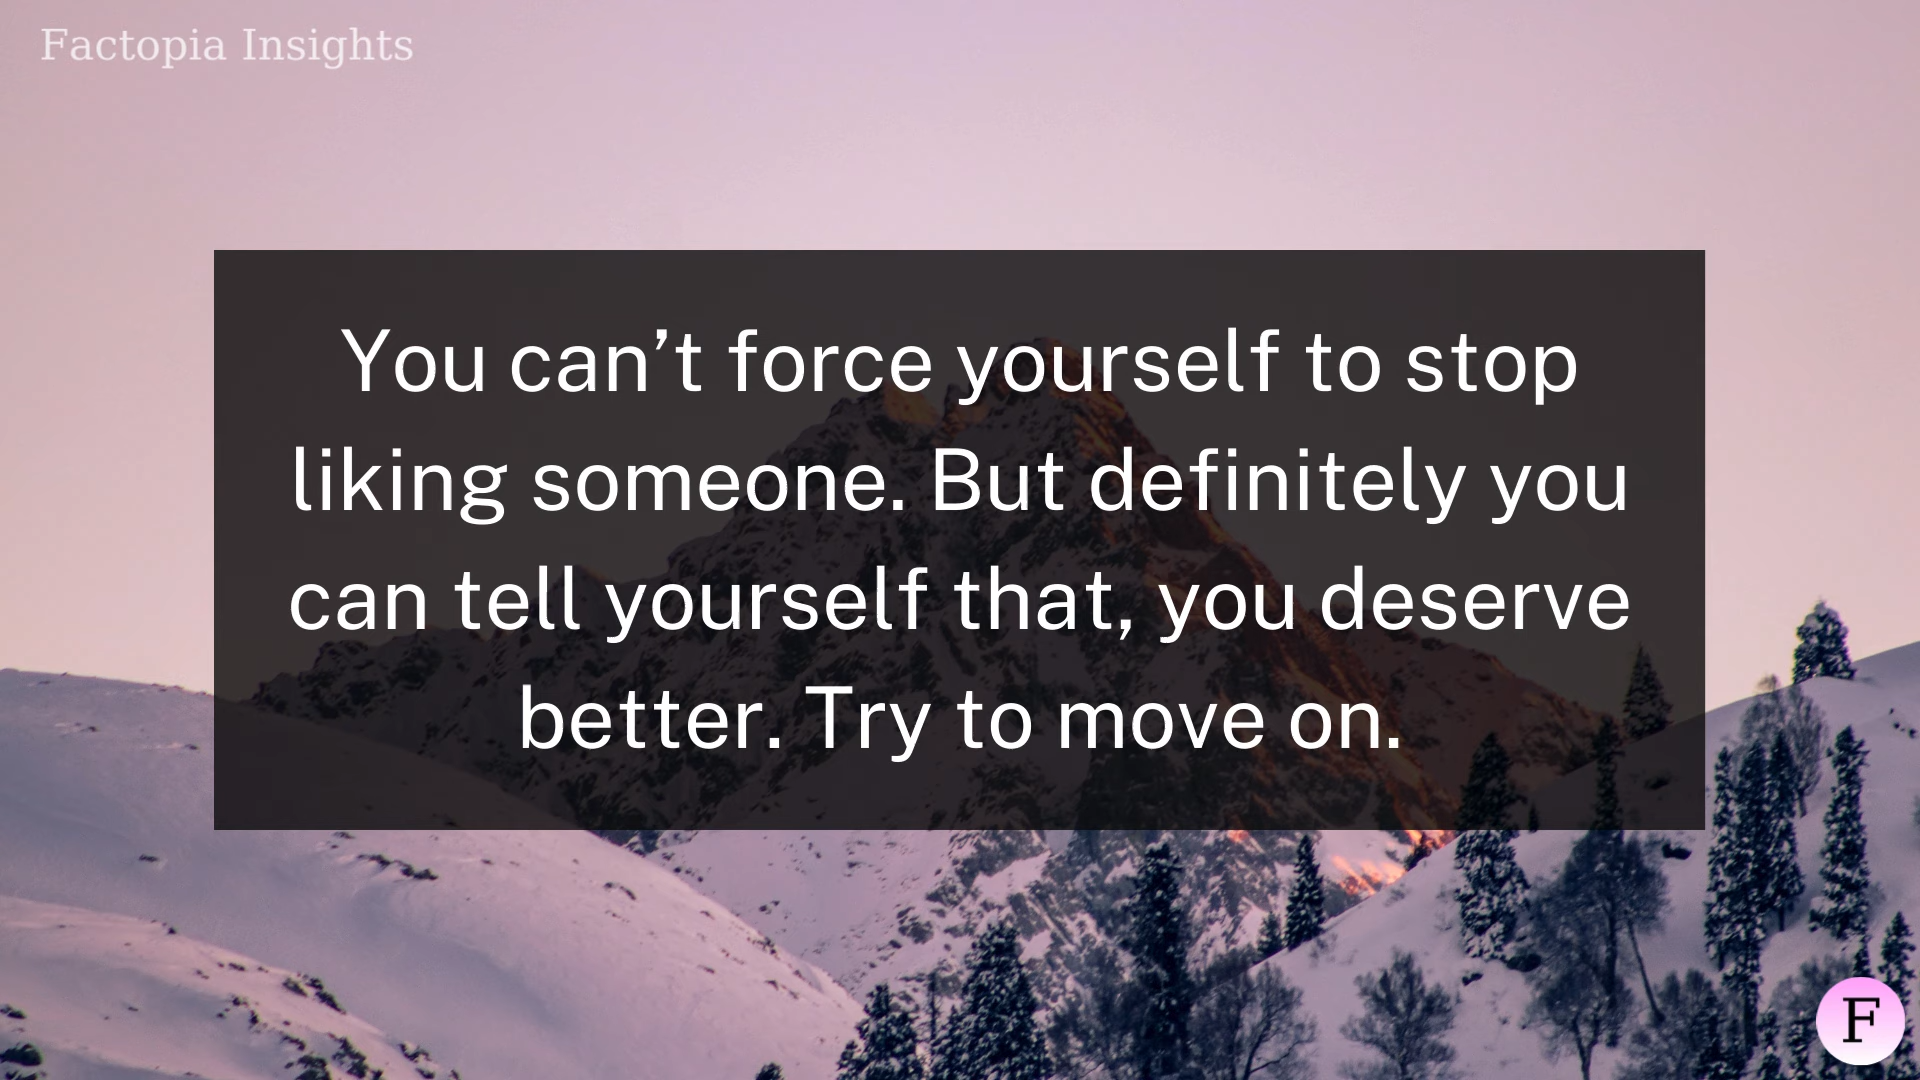 Factopia Insights
You can’t force yourself to stop
liking someone. But definitely you
can tell yourself that, you deserve
better. Try to move on.
F